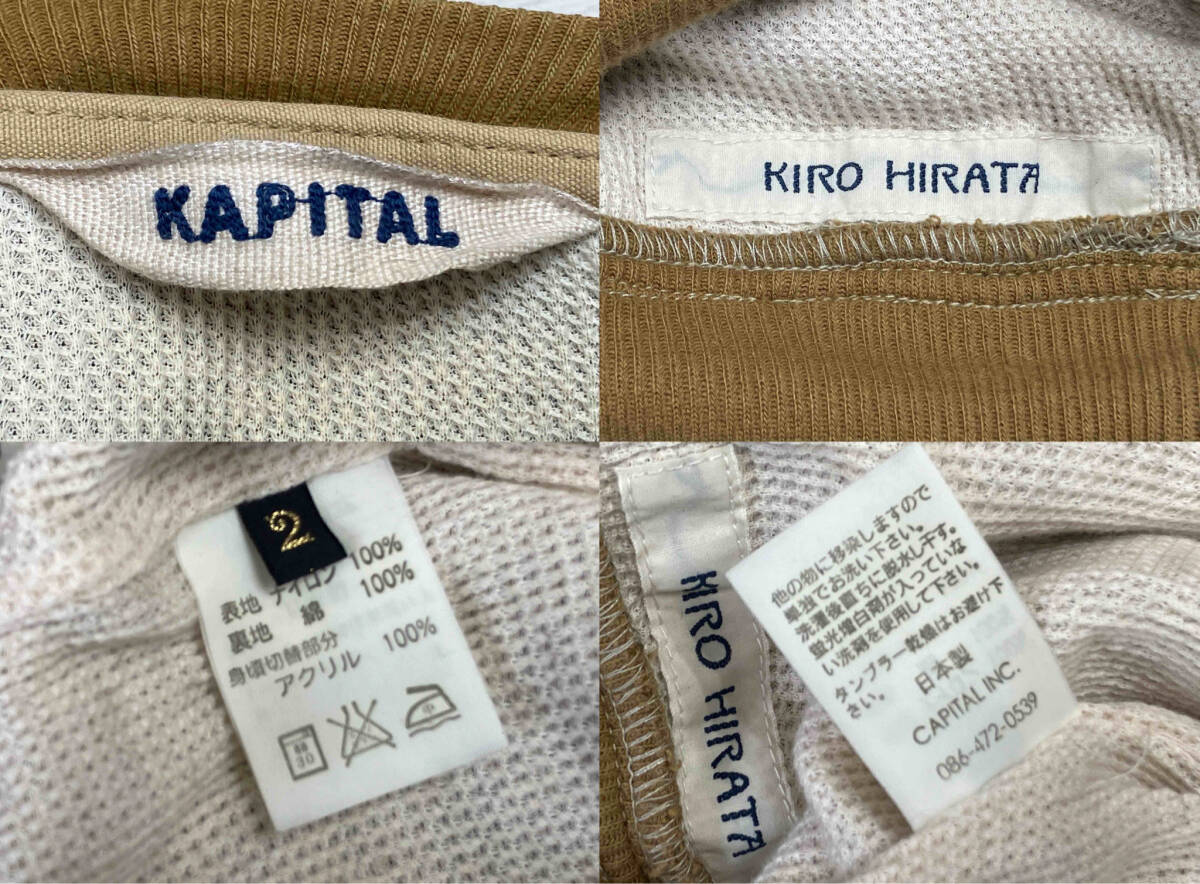 KAPITAL
KIRO HIRATA
2
表地 ナイロン 100%
裏地 綿 100%
身頃切替部分
アクリル 100%
KIRO HIRATA
他の物に移染しますので
単独でお洗い下さい。
洗濯後直ちに脱水し干す。
蛍光増白剤が入っていな
い洗剤を使用して下さい。
タンブラー乾燥はお避け下
さい。
日本製
CAPITAL INC.
086-472-0539